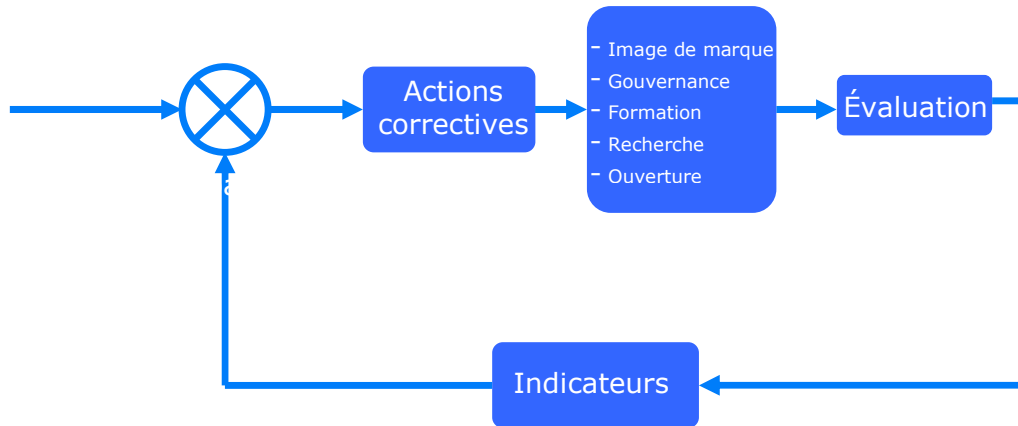 - Image de marque
- Gouvernance
- Formation
- Recherche
- Ouverture
Actions
correctives
Évaluation
Indicateurs